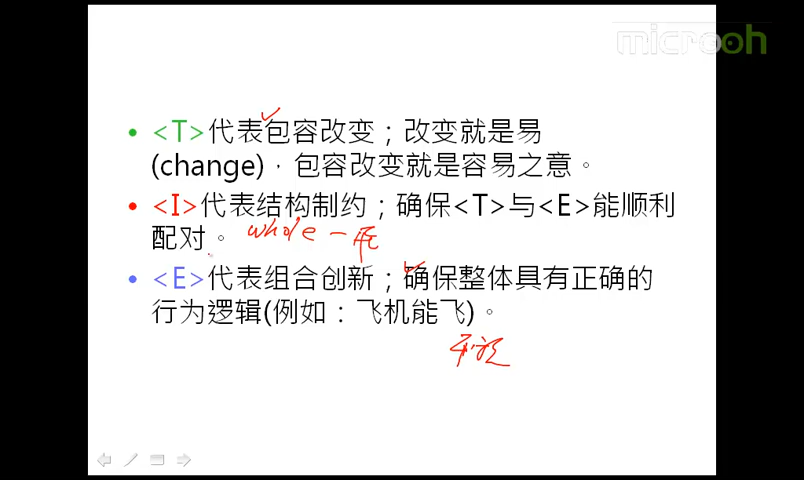 microoh
<T>代表包容改变；改变就是易
(change)，包容改变就是容易之意。
<I>代表结构制约；确保<T>与<E>能顺利
配对。 whole 一
<E>代表组合创新；确保整体具有正确的
行为逻辑(例如：飞机能飞)。